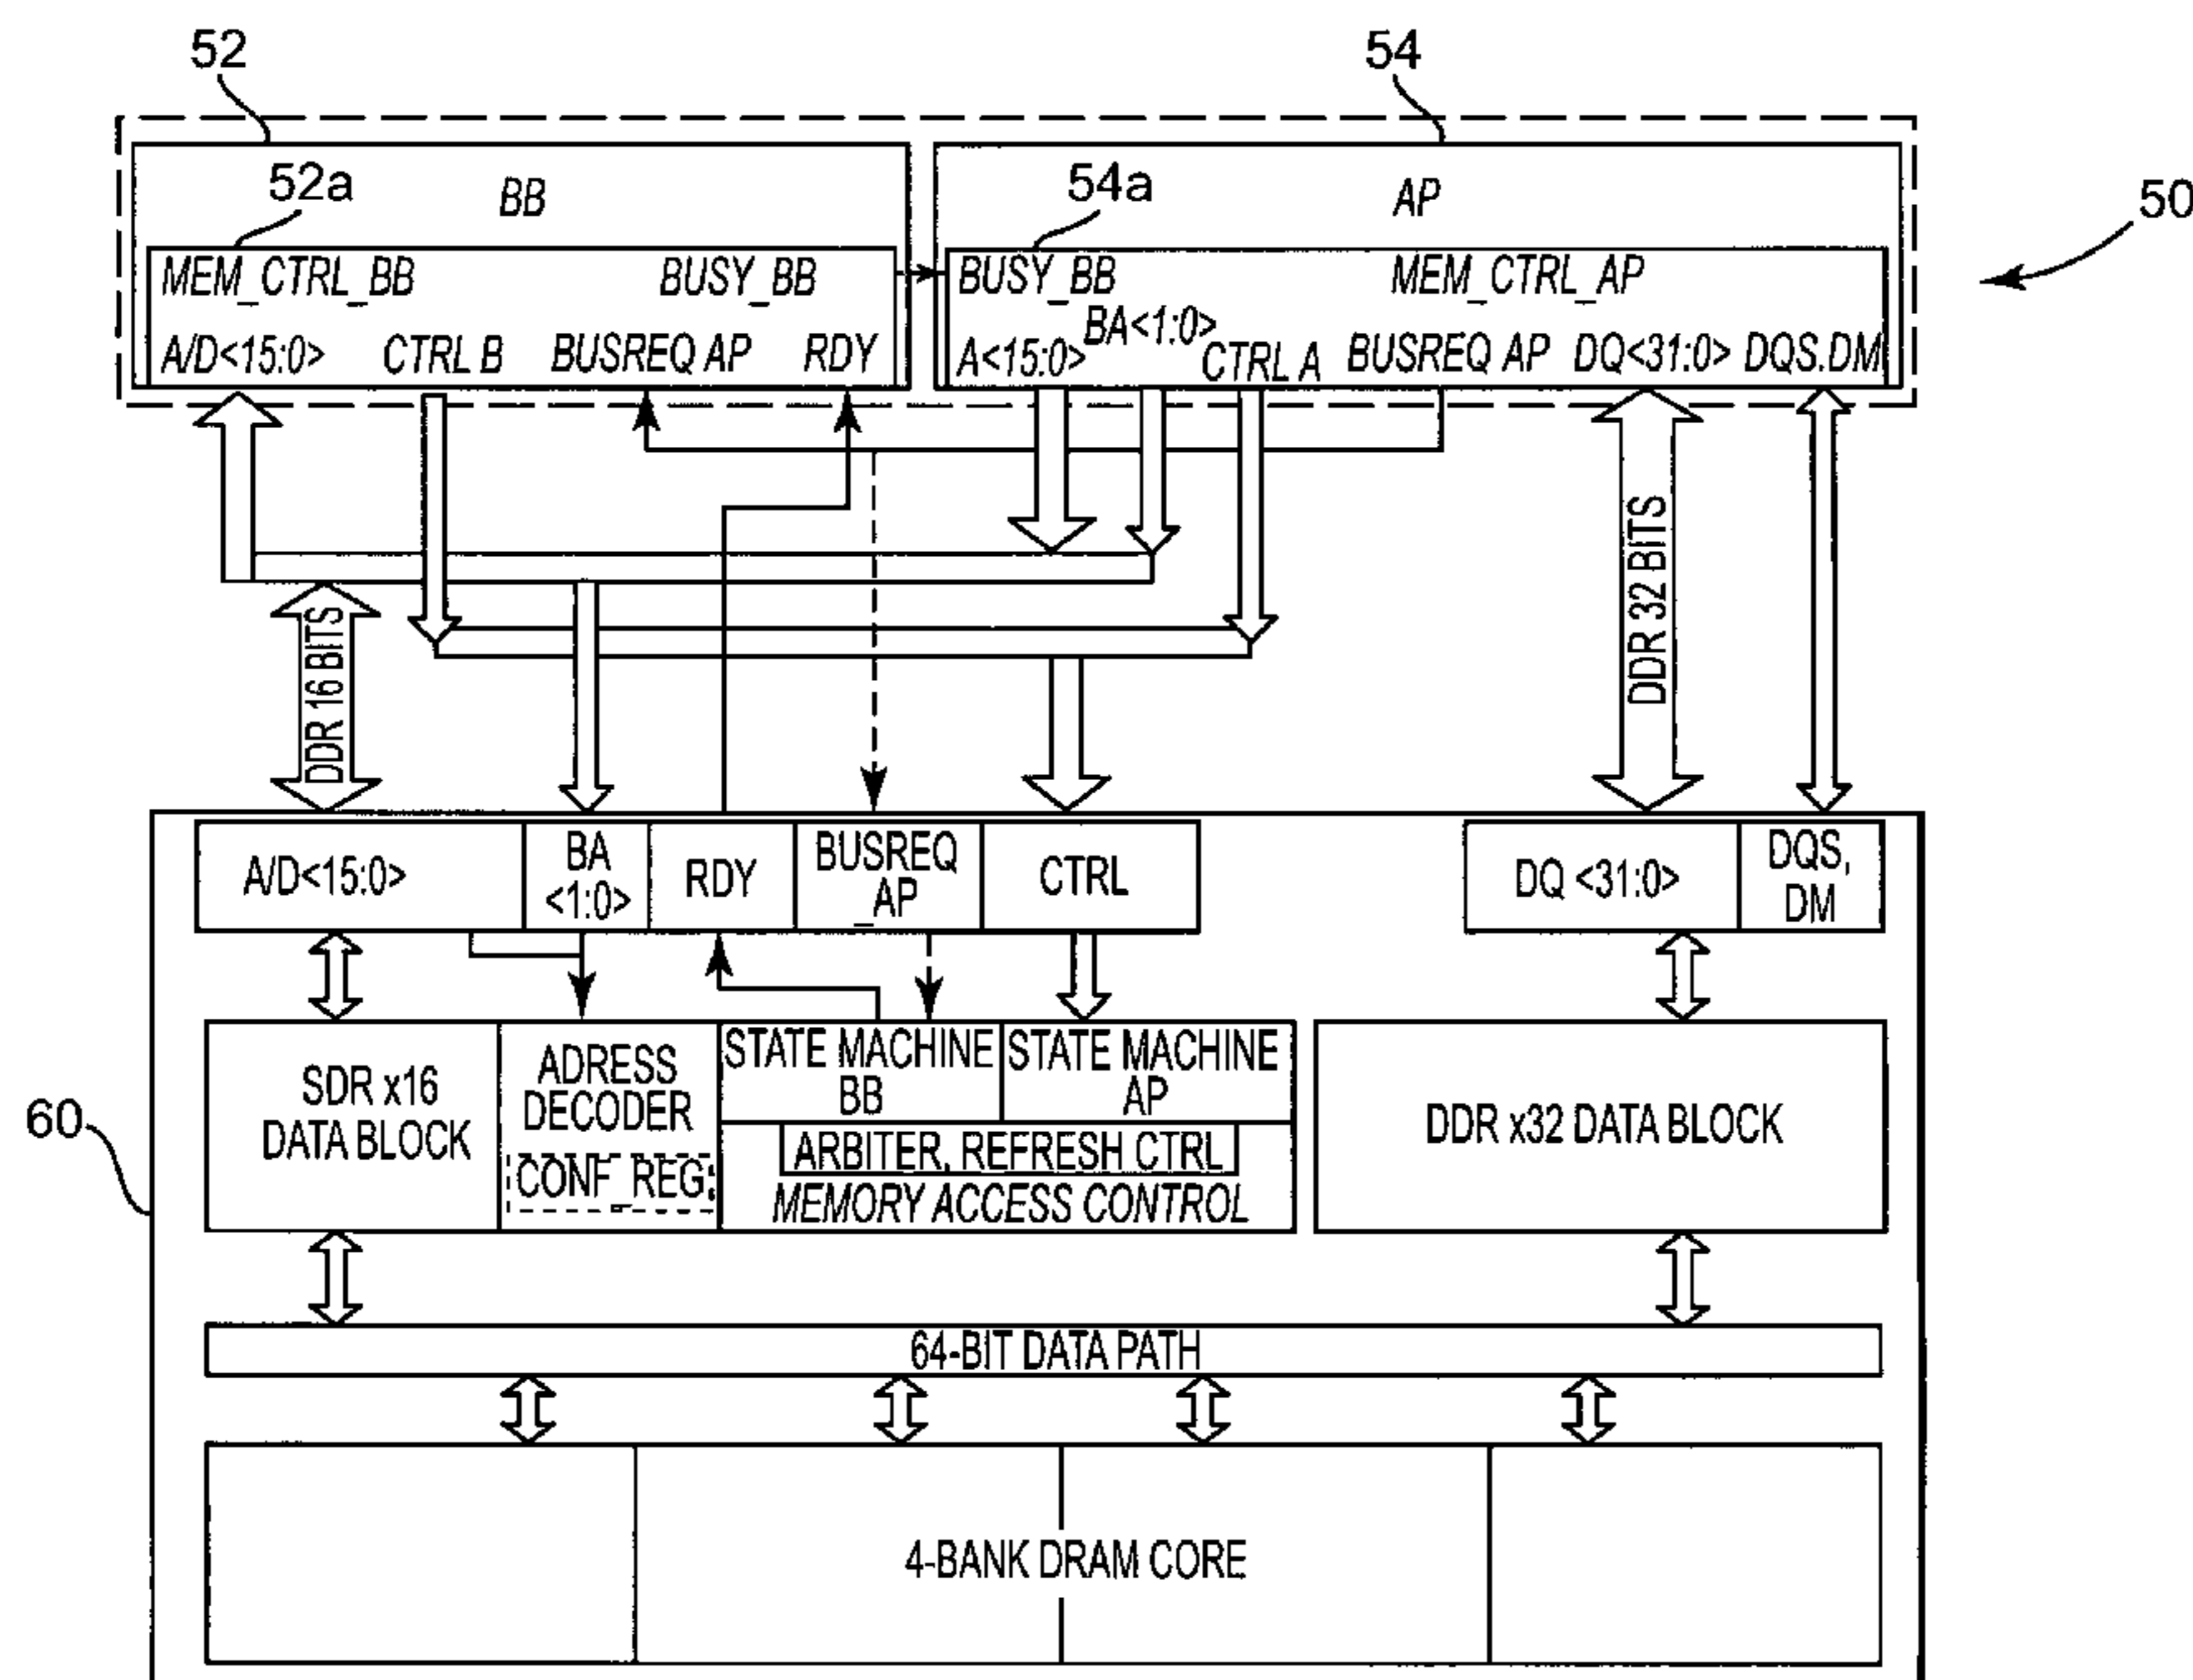 52
54
52a
BB
54a
AP
50
MEM_CTRL_BB
BUSY_BB
BUSY_BB
MEM_CTRL_AP
BA<1:0>
A/D<15:0>
CTRL B
BUSREQ AP
RDY
A<15:0>
CTRL A
BUSREQ AP
DQ<31:0>
DQS.DM
DDR 16 BITS
DDR 32 BITS
A/D<15:0>
BA
<1:0>
RDY
BUSREQ
_AP
CTRL
DQ <31:0>
DQS,
DM
60
SDR x16
DATA BLOCK
ADRESS
DECODER
CONF_REG
STATE MACHINE
BB
STATE MACHINE
AP
ARBITER, REFRESH CTRL
MEMORY ACCESS CONTROL
DDR x32 DATA BLOCK
64-BIT DATA PATH
4-BANK DRAM CORE